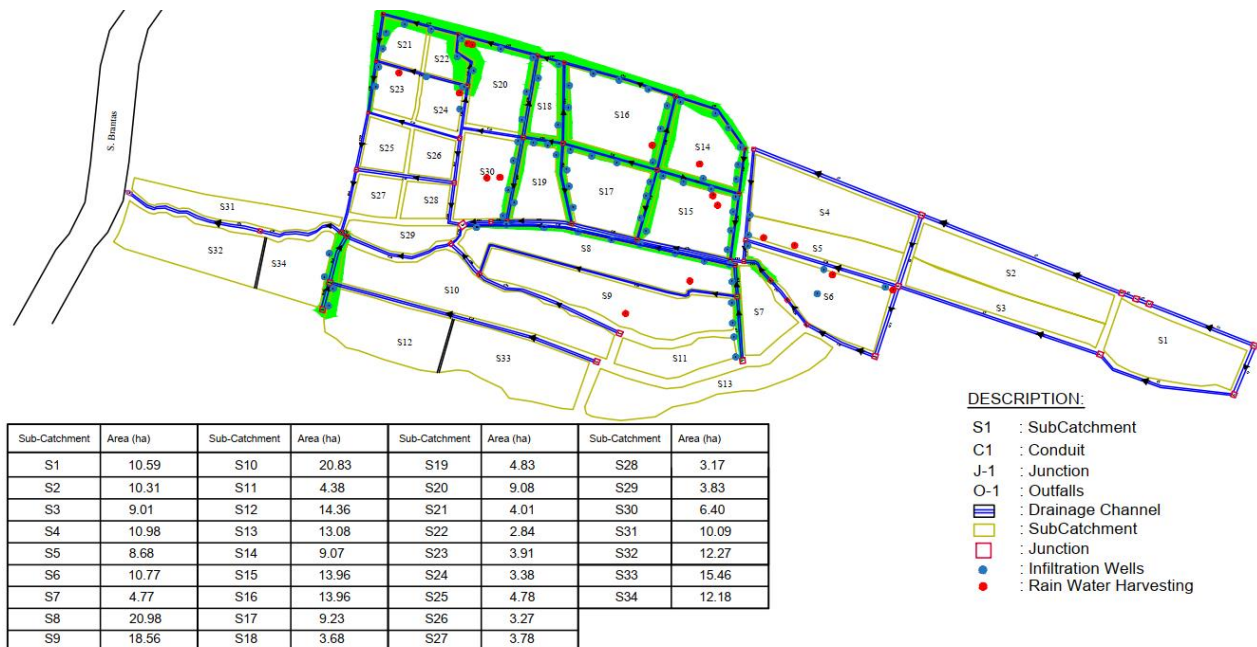 S. Brantas
S21
S22
S20
S23
S24
S18
S16
S14
S25
S26
S30
S19
S17
S15
S27
S28
S31
S32
S34
S29
S8
S4
S5
S6
S2
S3
S1
S10
S9
S7
S12
S33
S11
S13
DESCRIPTION:
S1 : SubCatchment
C1 : Conduit
J-1 : Junction
O-1 : Outfalls
: Drainage Channel
: SubCatchment
: Junction
: Infiltration Wells
: Rain Water Harvesting
Sub-Catchment Area (ha) Sub-Catchment Area (ha) Sub-Catchment Area (ha) Sub-Catchment Area (ha)
S1 10.59 S10 20.83 S19 4.83 S28 3.17
S2 10.31 S11 4.38 S20 9.08 S29 3.83
S3 9.01 S12 14.36 S21 4.01 S30 6.40
S4 10.98 S13 13.08 S22 2.84 S31 10.09
S5 8.68 S14 9.07 S23 3.91 S32 12.27
S6 10.77 S15 13.96 S24 3.38 S33 15.46
S7 4.77 S16 13.96 S25 4.78 S34 12.18
S8 20.98 S17 9.23 S26 3.27
S9 18.56 S18 3.68 S27 3.78